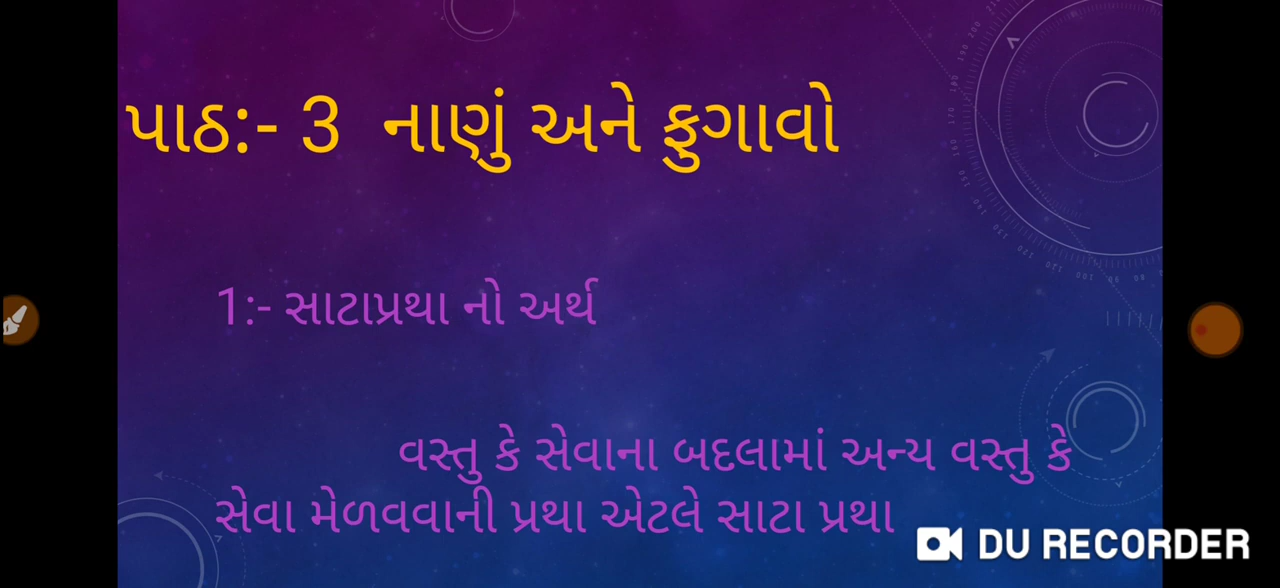 પાઠ:- 3 નાણું અને ફુગાવો
1:- સાટાપ્રથા નો અર્થ
વસ્તુ કે સેવાના બદલામાં અન્ય વસ્તુ કે
સેવા મેળવવાની પ્રથા એટલે સાટા પ્રથા
DU RECORDER